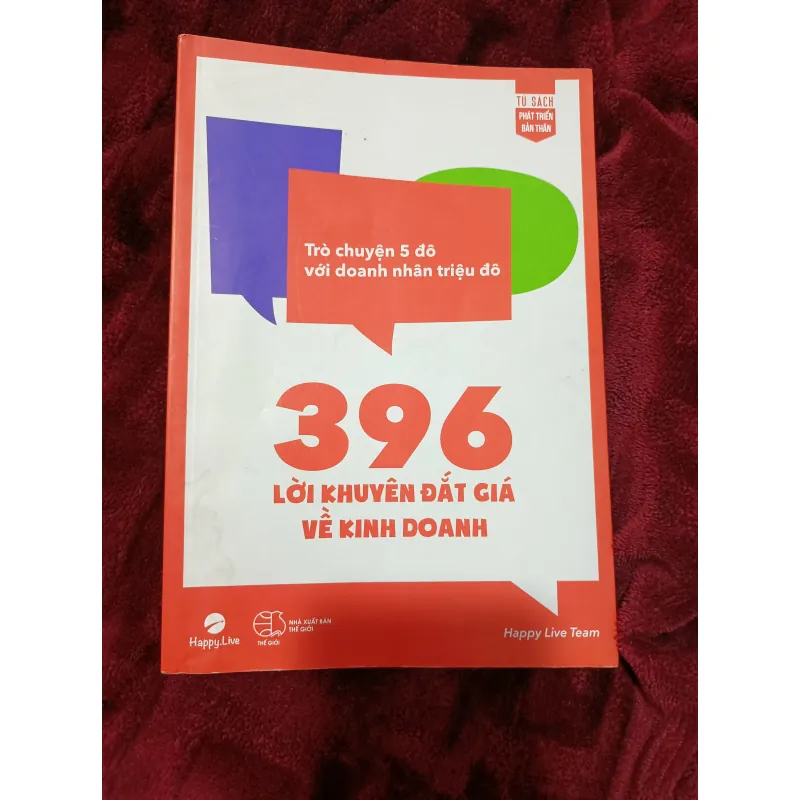 TỦ SÁCH
PHÁT TRIỂN
BẢN THÂN
Trò chuyện 5 đô
với doanh nhân triệu đô
396
LỜI KHUYÊN ĐẮT GIÁ
VỀ KINH DOANH
Happy.Live
THẾ GIỚI
NHÀ XUẤT BẢN
THẾ GIỚI
Happy Live Team